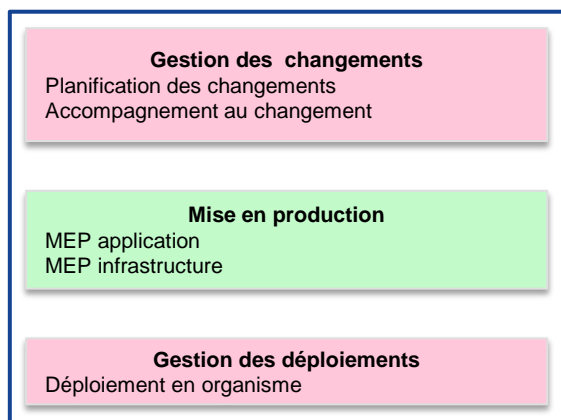 Gestion des  changements
Planification des changements
Accompagnement au changement
Mise en production
MEP application
MEP infrastructure
Gestion des déploiements
Déploiement en organisme